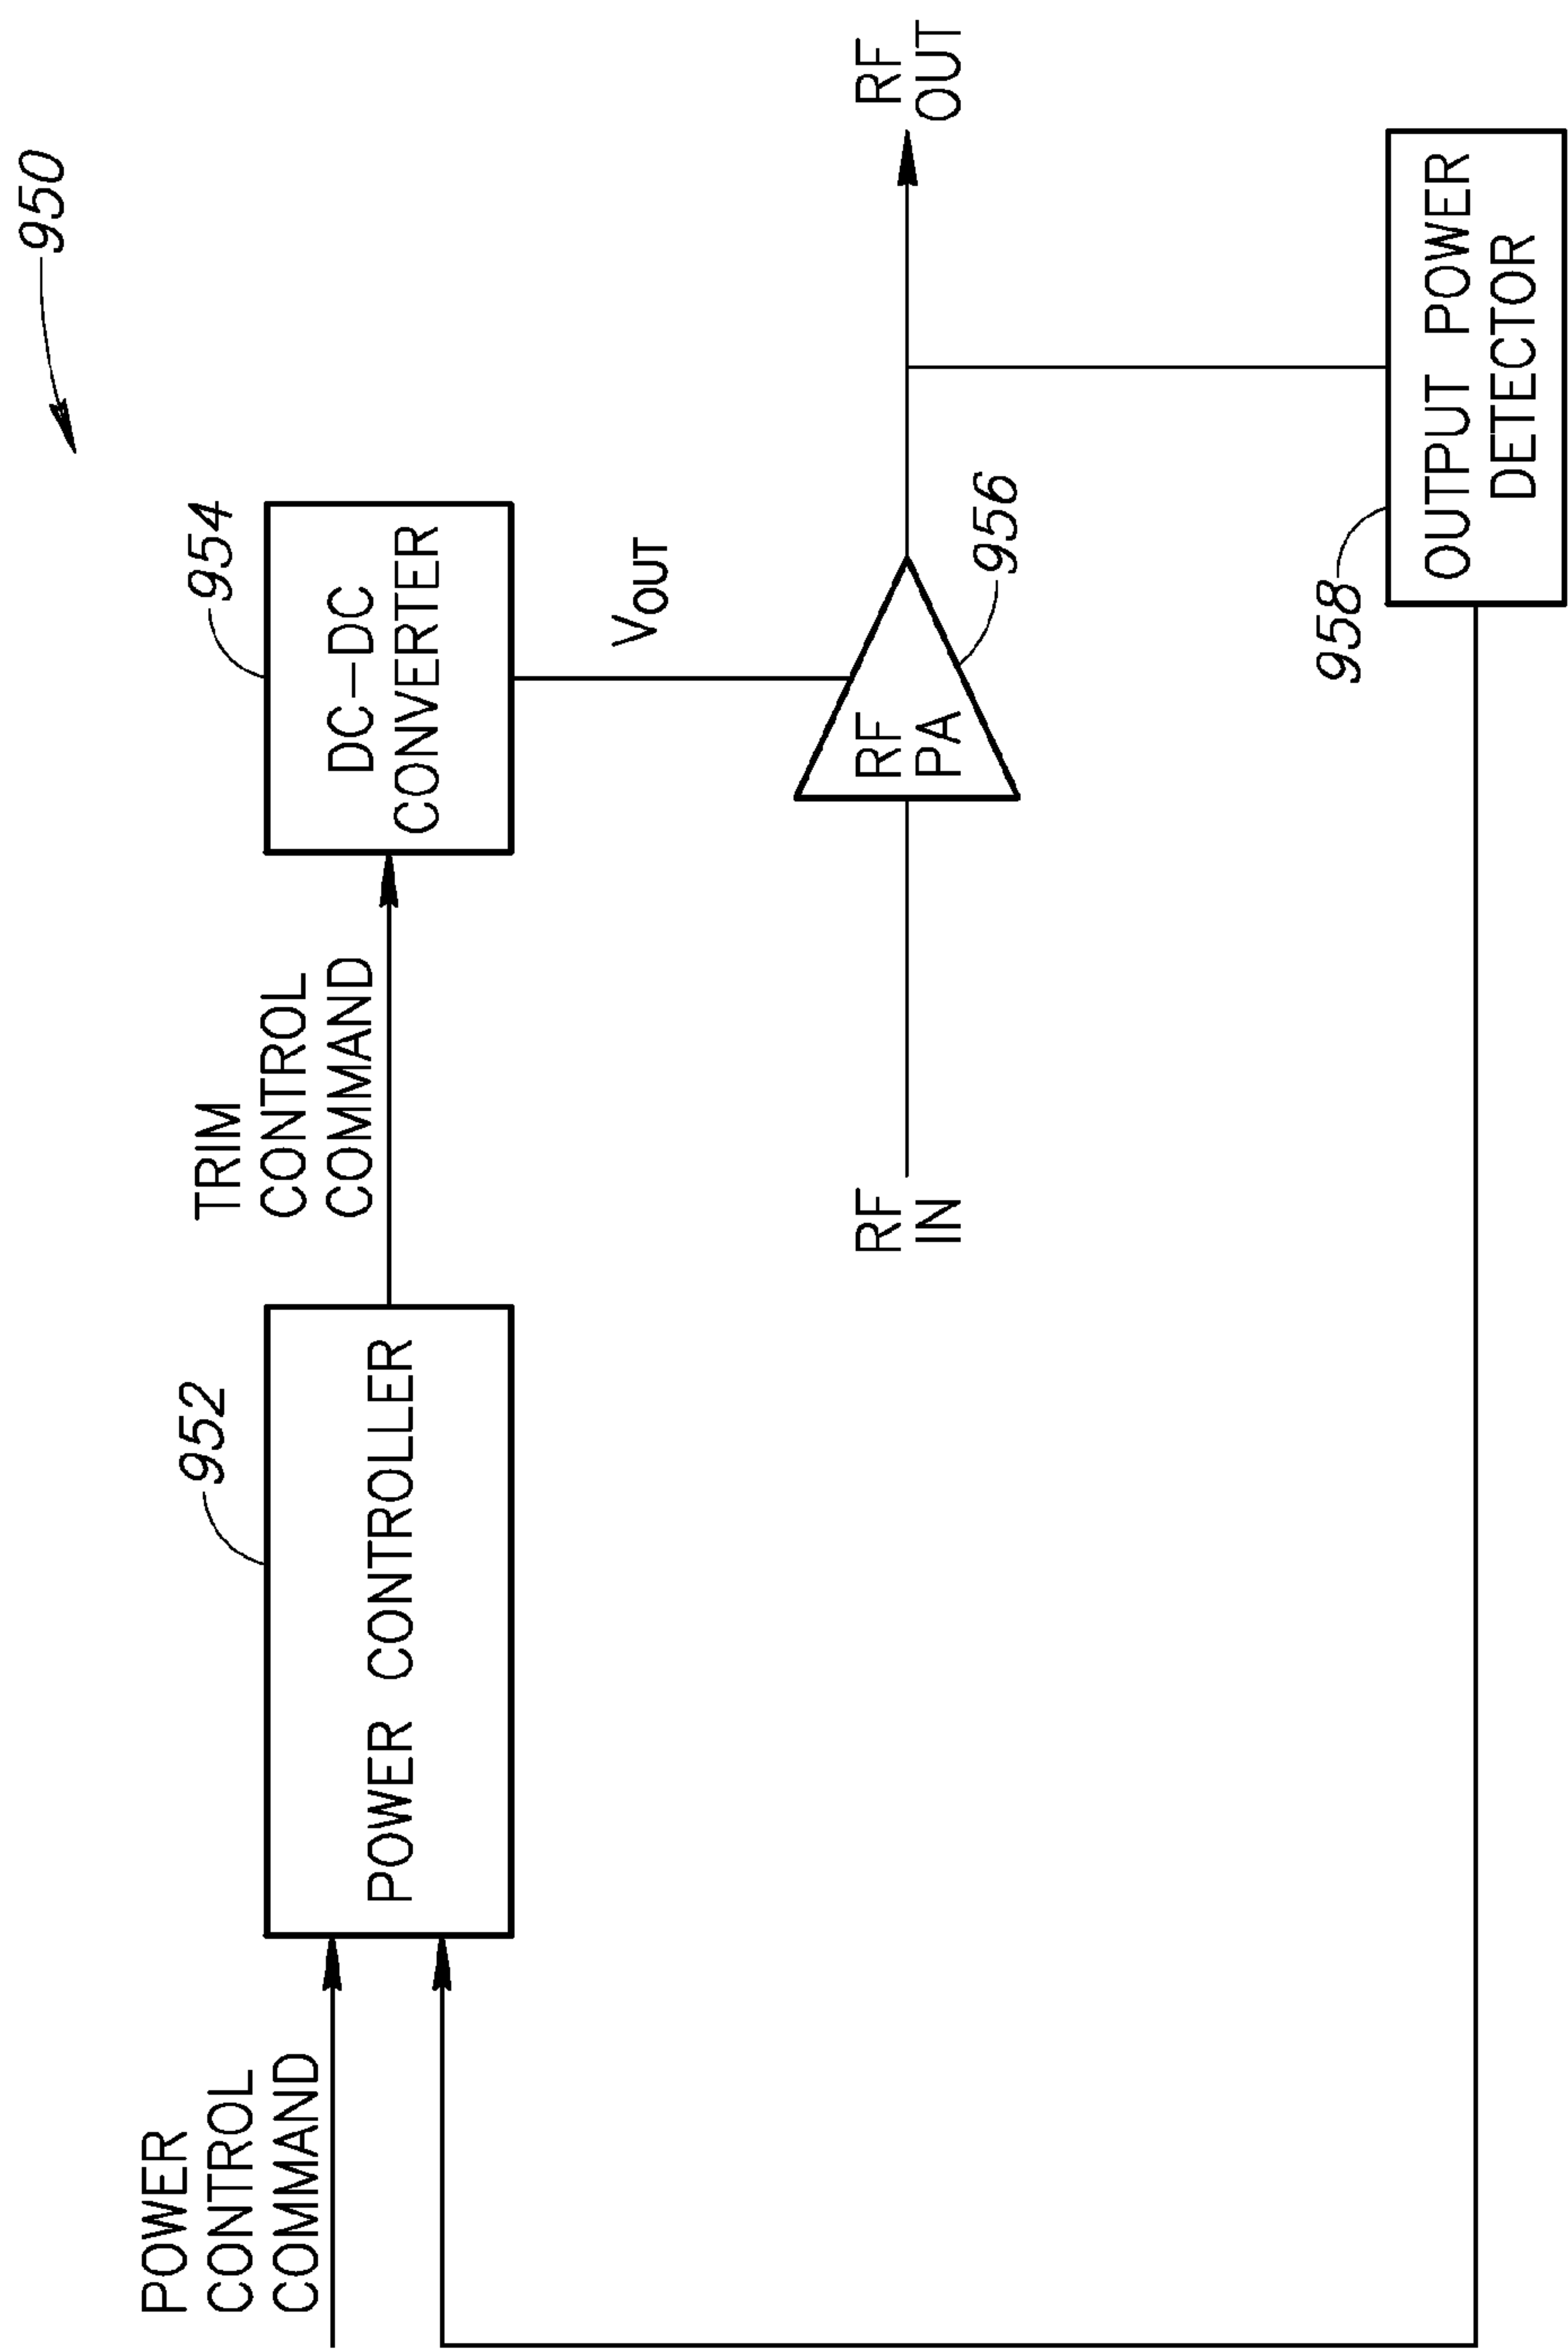 950
POWER
CONTROL
COMMAND
952
POWER CONTROLLER
TRIM
CONTROL
COMMAND
954
DC-DC
CONVERTER
VOUT
RF
IN
RF
PA
956
RF
OUT
958
OUTPUT POWER
DETECTOR